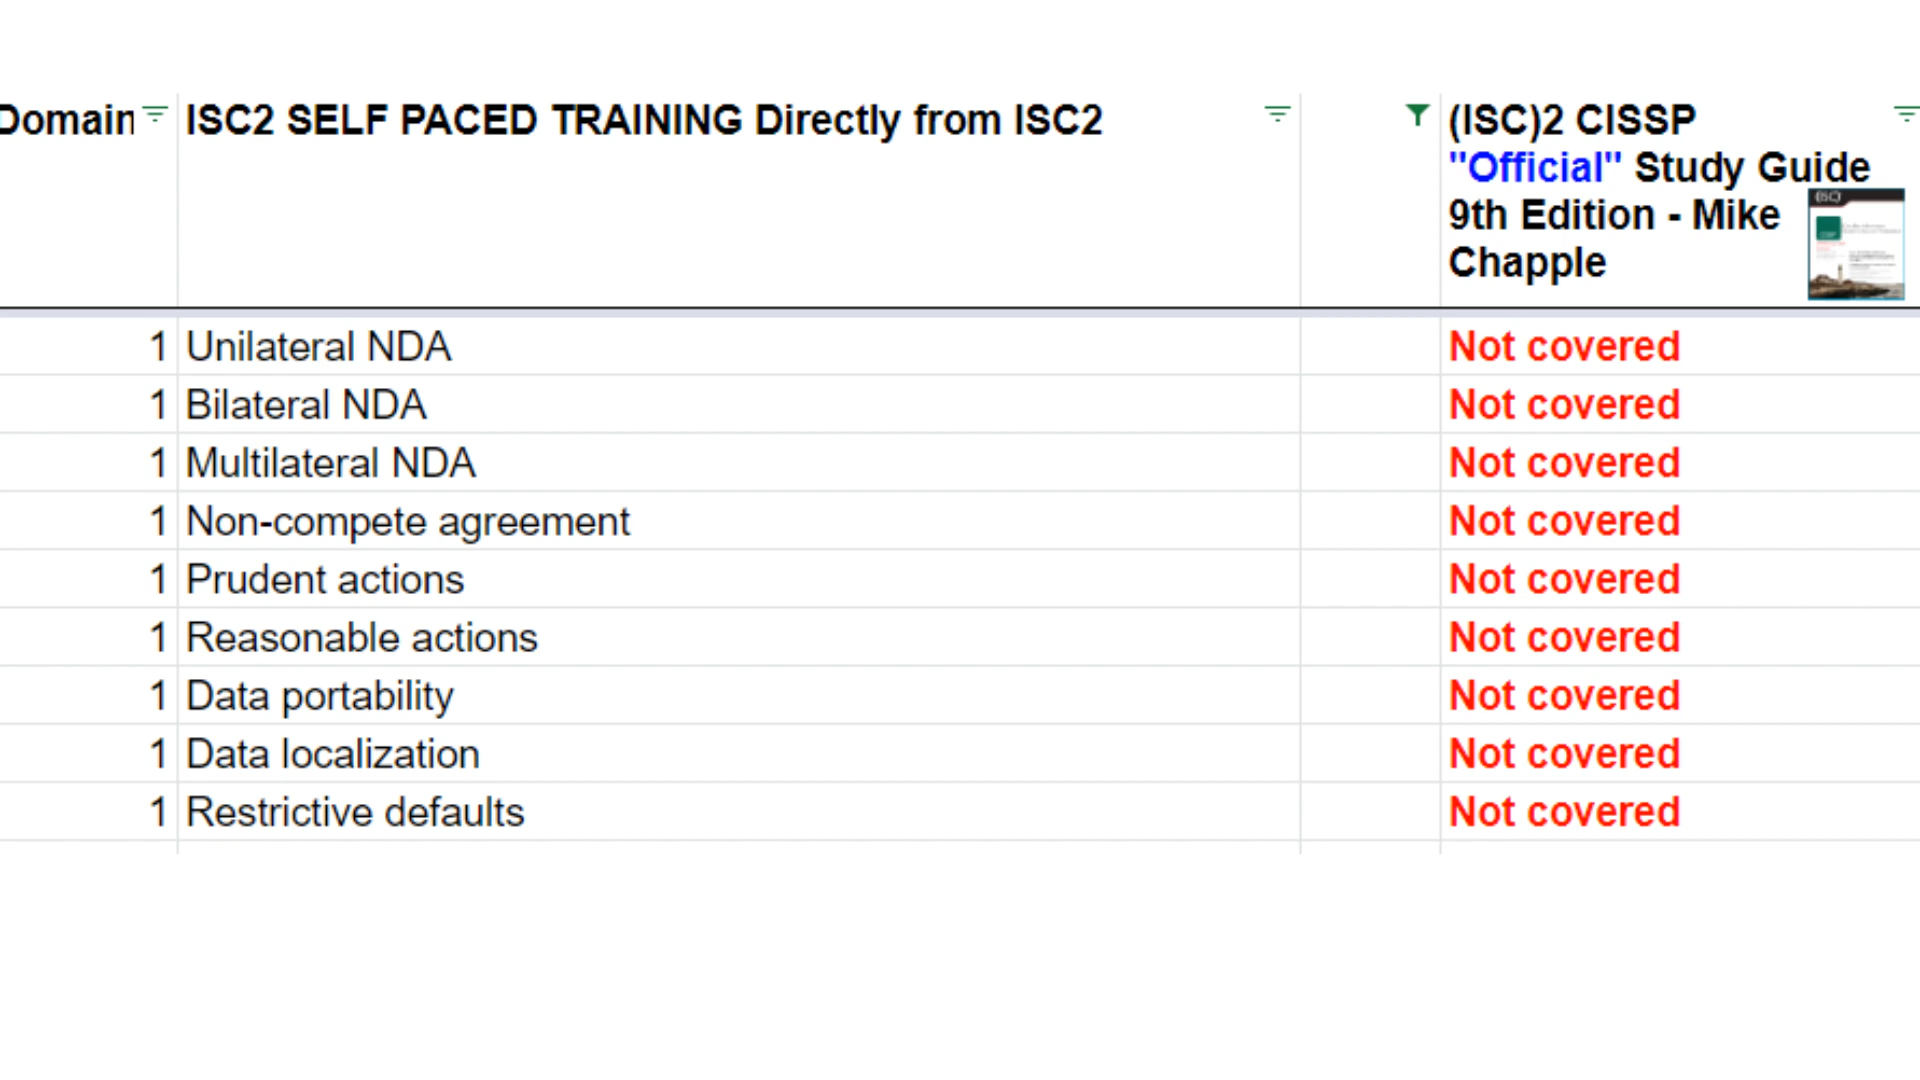 Domain
ISC2 SELF PACED TRAINING Directly from ISC2
(ISC)2 CISSP
"Official" Study Guide
9th Edition - Mike
Chapple
(ISC)²
1 Unilateral NDA Not covered
1 Bilateral NDA Not covered
1 Multilateral NDA Not covered
1 Non-compete agreement Not covered
1 Prudent actions Not covered
1 Reasonable actions Not covered
1 Data portability Not covered
1 Data localization Not covered
1 Restrictive defaults Not covered